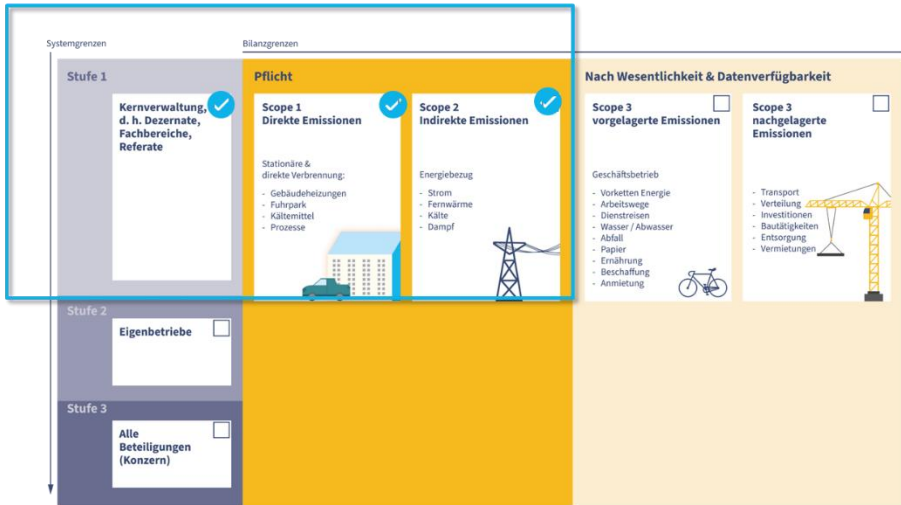 Systemgrenzen
Bilanzgrenzen
Stufe 1
Kernverwaltung,
d. h. Dezernate,
Fachbereiche,
Referate
Pflicht
Scope 1
Direkte Emissionen
Stationäre &
direkte Verbrennung:
- Gebäudeheizungen
- Fuhrpark
- Kältemittel
- Prozesse
Scope 2
Indirekte Emissionen
Energiebezug
- Strom
- Fernwärme
- Kälte
- Dampf
Nach Wesentlichkeit & Datenverfügbarkeit
Scope 3
vorgelagerte Emissionen
Geschäftsbetrieb
- Vorketten Energie
- Arbeitswege
- Dienstreisen
- Wasser / Abwasser
- Abfall
- Papier
- Ernährung
- Beschaffung
- Anmietung
Scope 3
nachgelagerte
Emissionen
- Transport
- Verteilung
- Investitionen
- Bautätigkeiten
- Entsorgung
- Vermietungen
Stufe 2
Eigenbetriebe
Stufe 3
Alle
Beteiligungen
(Konzern)